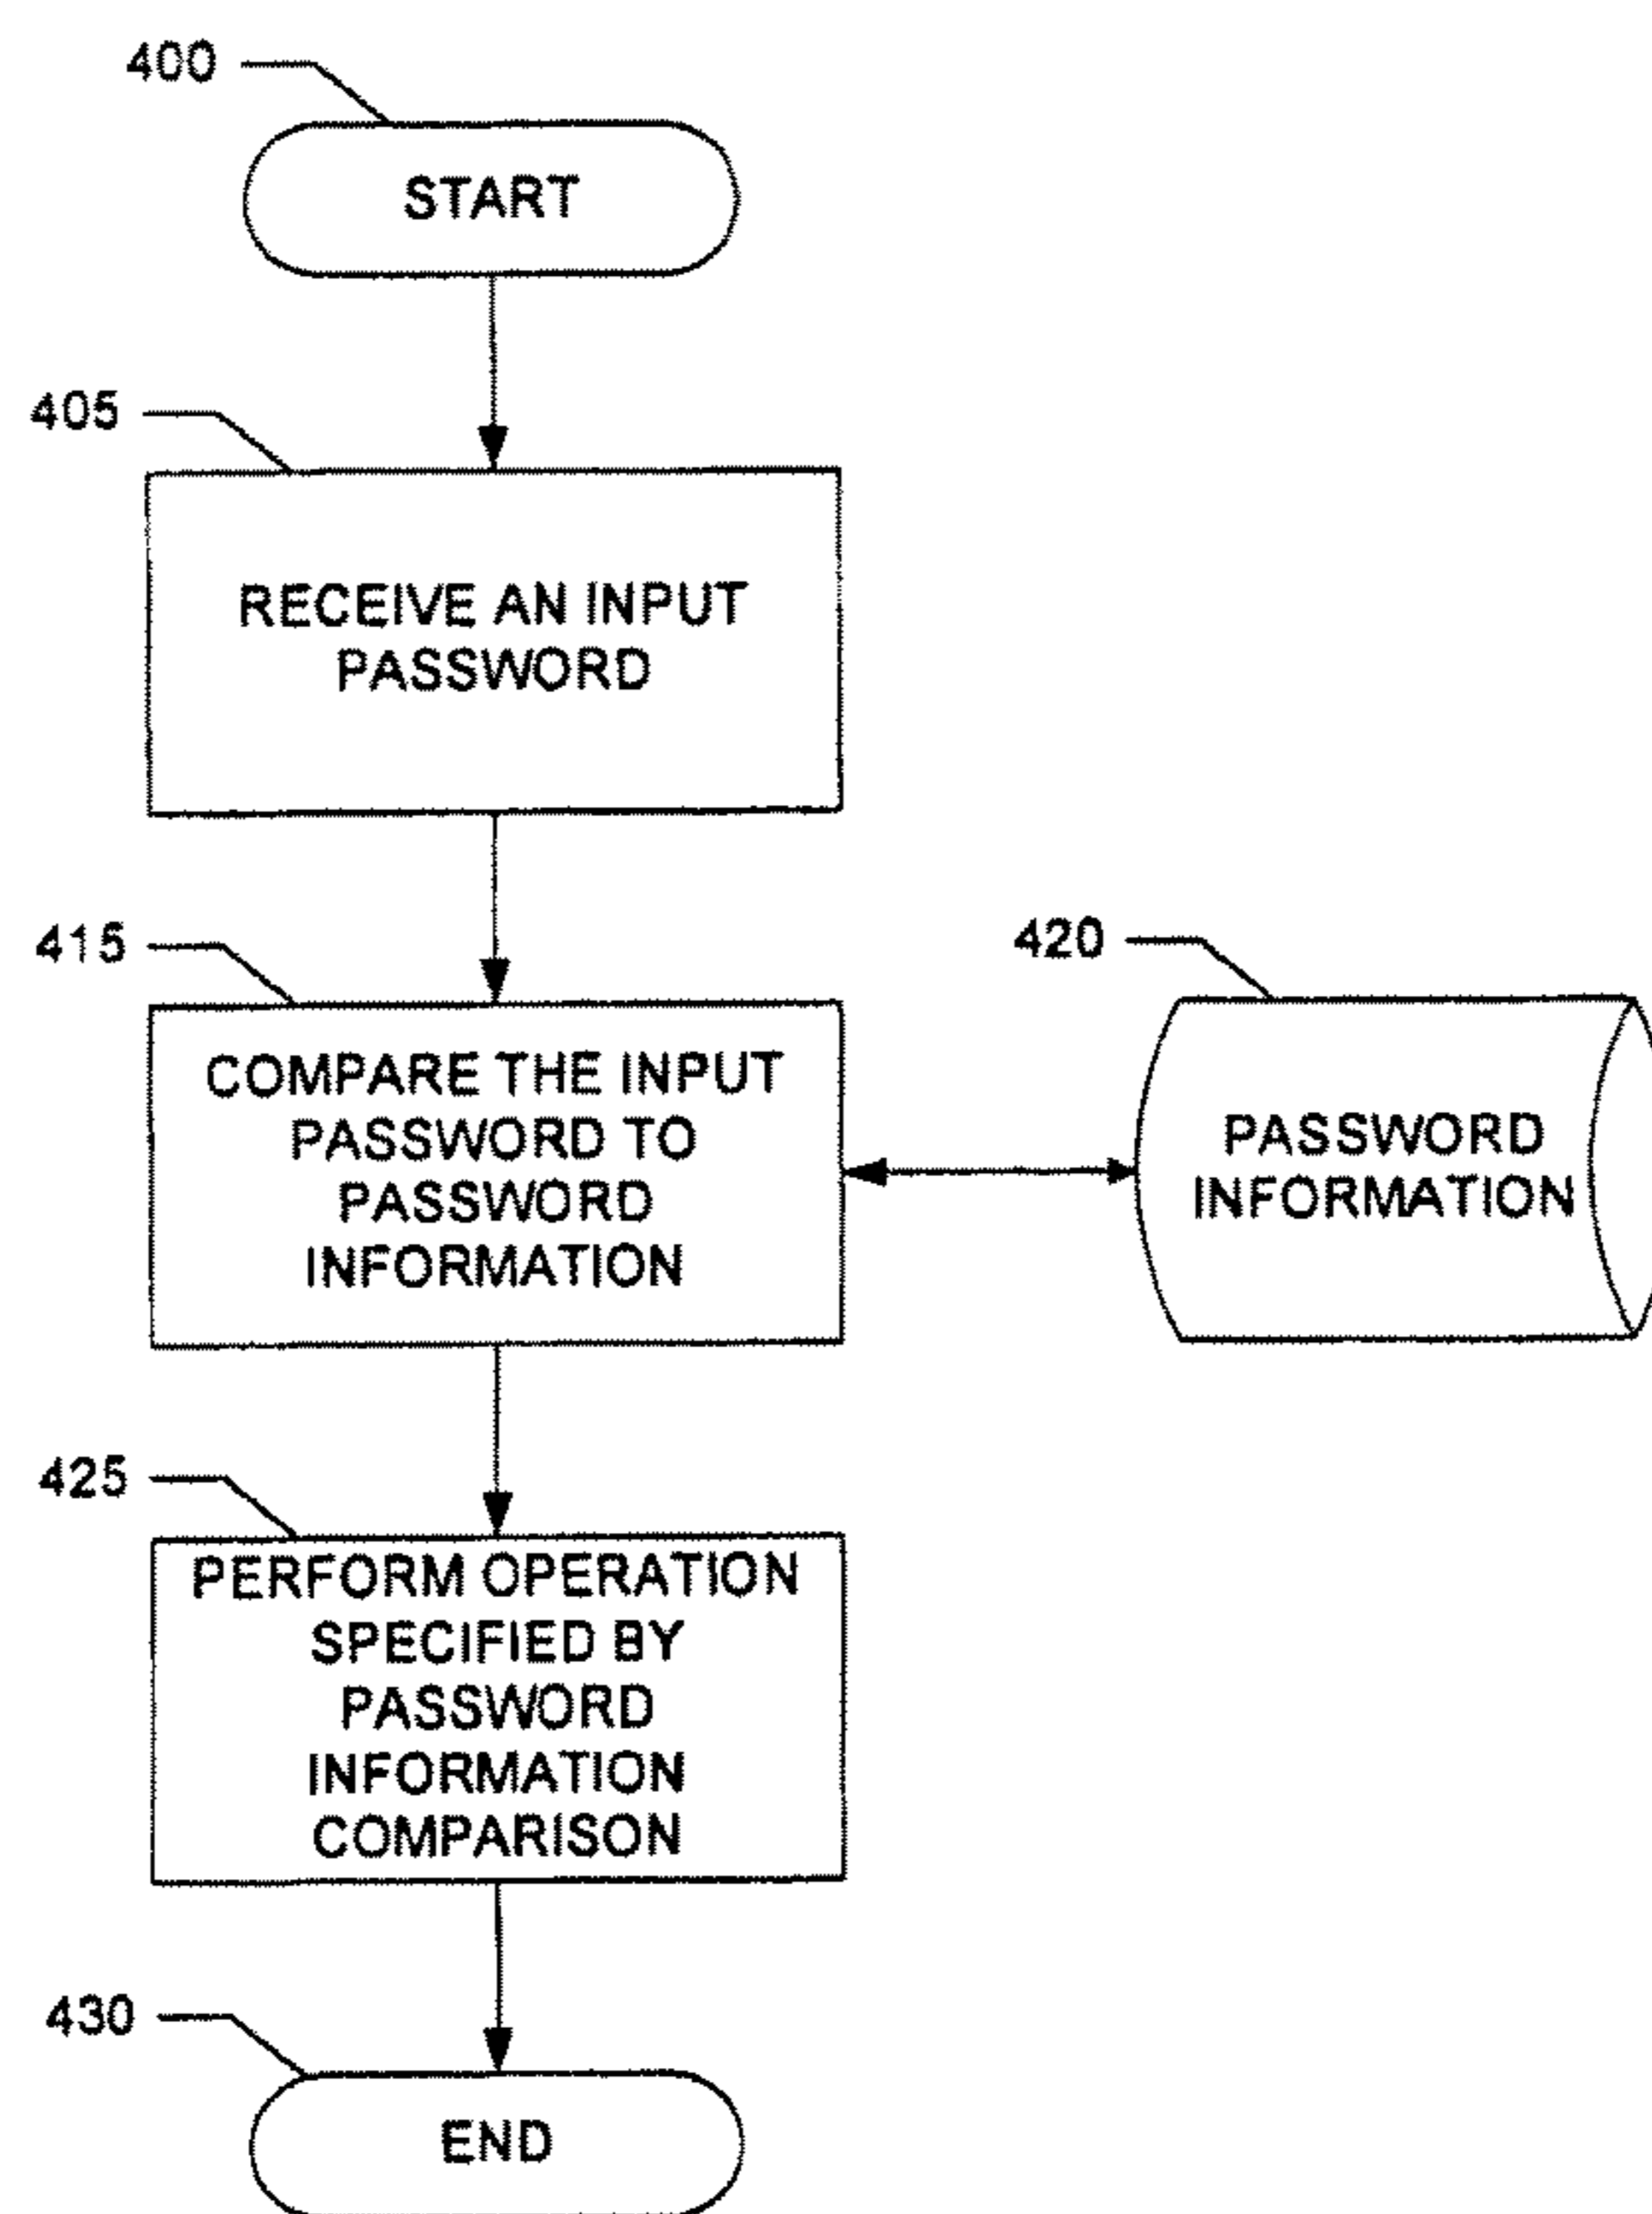 400
START
405
RECEIVE AN INPUT
PASSWORD
415
COMPARE THE INPUT
PASSWORD TO
PASSWORD
INFORMATION
420
PASSWORD
INFORMATION
425
PERFORM OPERATION
SPECIFIED BY
PASSWORD
INFORMATION
COMPARISON
430
END